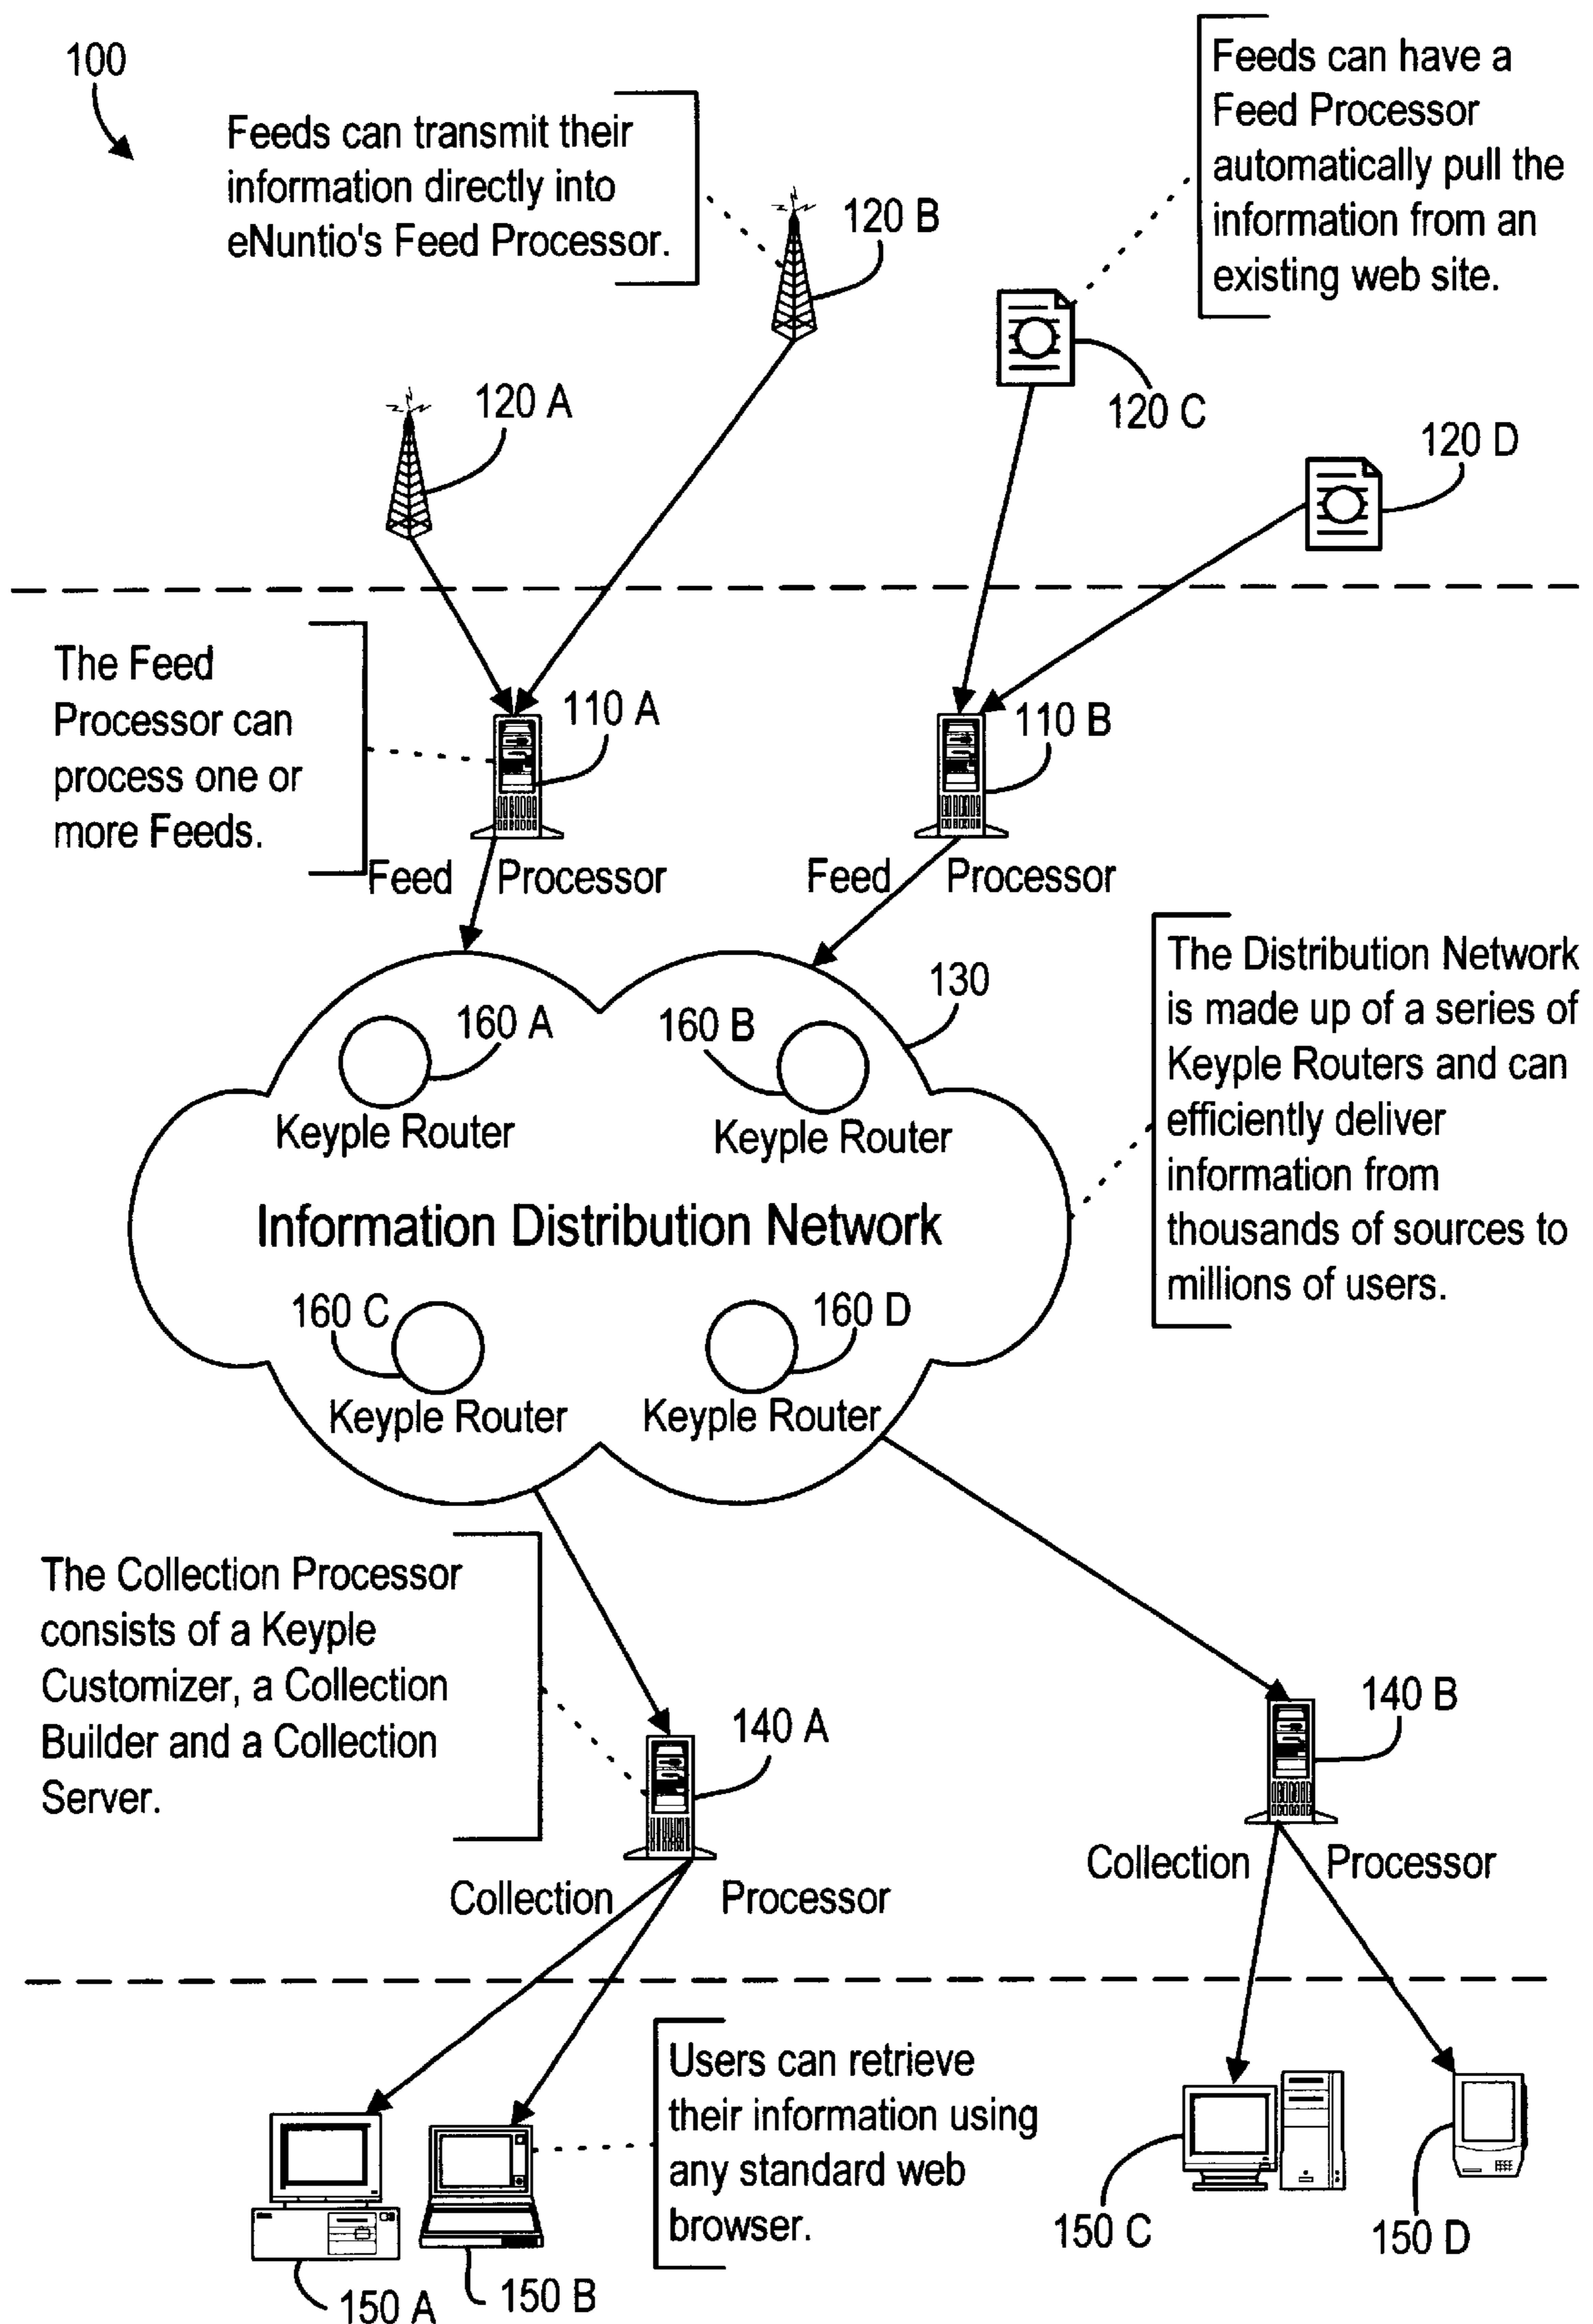 100
Feeds can transmit their
information directly into
eNuntio's Feed Processor.
120 B
Feeds can have a
Feed Processor
automatically pull the
information from an
existing web site.
120 A
120 C
120 D
The Feed
Processor can
process one or
more Feeds.
110 A
110 B
Feed Processor
Feed Processor
130
The Distribution Network
is made up of a series of
Keyple Routers and can
efficiently deliver
information from
thousands of sources to
millions of users.
160 A
160 B
Keyple Router
Keyple Router
Information Distribution Network
160 C
160 D
Keyple Router
Keyple Router
The Collection Processor
consists of a Keyple
Customizer, a Collection
Builder and a Collection
Server.
140 A
140 B
Collection Processor
Collection Processor
Users can retrieve
their information using
any standard web
browser.
150 A
150 B
150 C
150 D